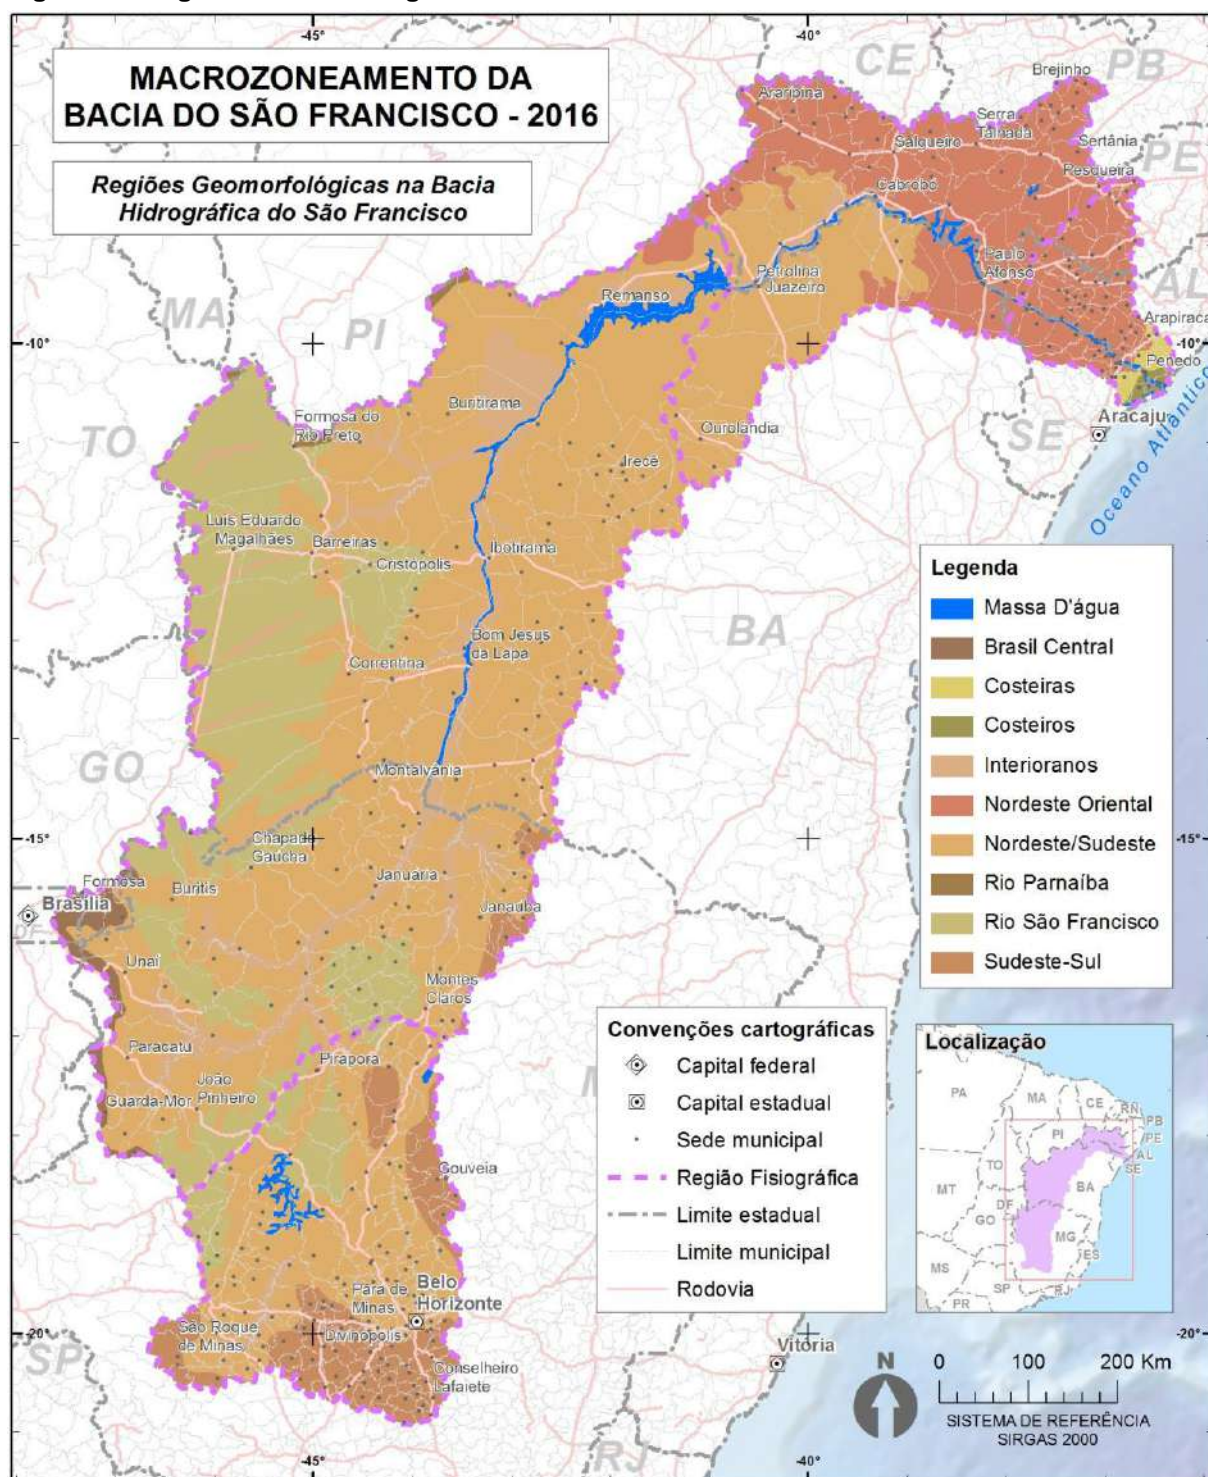 -45°
-40°
MACROZONEAMENTO DA
BACIA DO SÃO FRANCISCO - 2016
Regiões Geomorfológicas na Bacia
Hidrográfica do São Francisco
CE
PB
Brejinho
Araripina
Serra
Talhada
Salgueiro
Sertânia
PE
Pesqueira
Cabrobó
Paulo
Afonso
Petrolina
Juazeiro
Remanso
AL
Arapiraca
MA
PI
-10°
-10°
Penedo
Aracaju
SE
Oceano Atlântico
Buritirama
Formosa do
Rio Preto
TO
Ourolândia
Irecê
Luís Eduardo
Magalhães
Barreiras
Cristópolis
Ibotirama
BA
Bom Jesus
da Lapa
Correntina
GO
Montalvânia
-15°
-15°
Chapada
Gaúcha
Formosa
Buritis
Januária
Brasília
Janaúba
Unaí
Montes
Claros
Paracatu
Pirapora
João
Pinheiro
Guarda-Mor
Gouveia
Pára de
Minas
Belo
Horizonte
São Roque
de Minas
Divinópolis
Conselheiro
Lafaiete
SP
RJ
Vitória
-20°
-20°
Legenda
Massa D'água
Brasil Central
Costeiras
Costeiros
Interioranos
Nordeste Oriental
Nordeste/Sudeste
Rio Parnaíba
Rio São Francisco
Sudeste-Sul
Convenções cartográficas
Capital federal
Capital estadual
Sede municipal
Região Fisiográfica
Limite estadual
Limite municipal
Rodovia
Localização
PA
MA
CE
RN
PB
PI
PE
AL
SE
TO
MT
BA
DF
GO
MG
ES
MS
SP
RJ
PR
N
0 100 200 Km
SISTEMA DE REFERÊNCIA
SIRGAS 2000
-45°
-40°